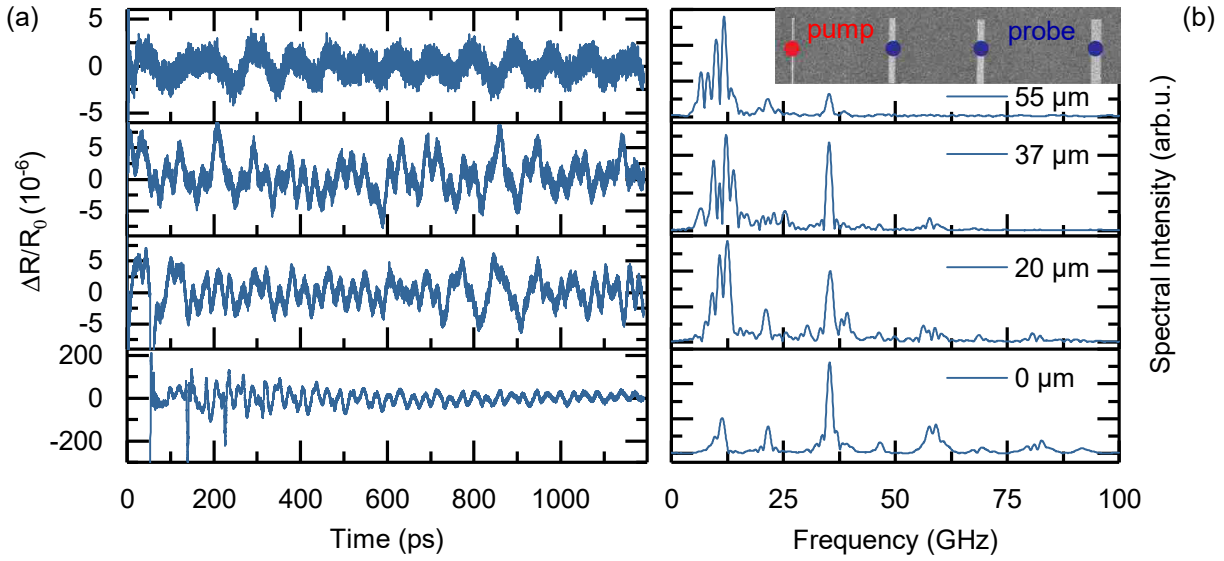 (a)
(b)
5
0
-5
5
0
-5
5
0
-5
200
0
-200
0
200
400
600
800
1000
Time (ps)
ΔR/R0 (10-6)
pump
probe
55 µm
37 µm
20 µm
0 µm
0
25
50
75
100
Frequency (GHz)
Spectral Intensity (arb.u.)